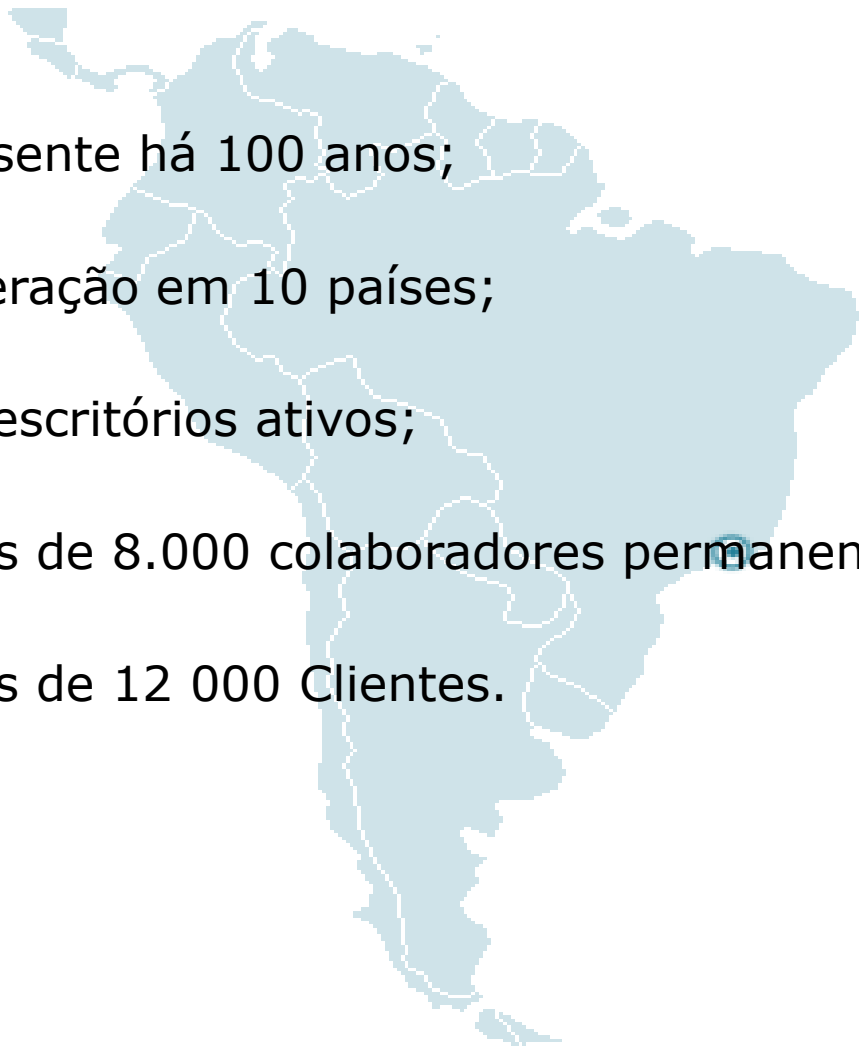 sente há 100 anos;
eração em 10 países;
escritórios ativos;
s de 8.000 colaboradores permanen
s de 12 000 Clientes.